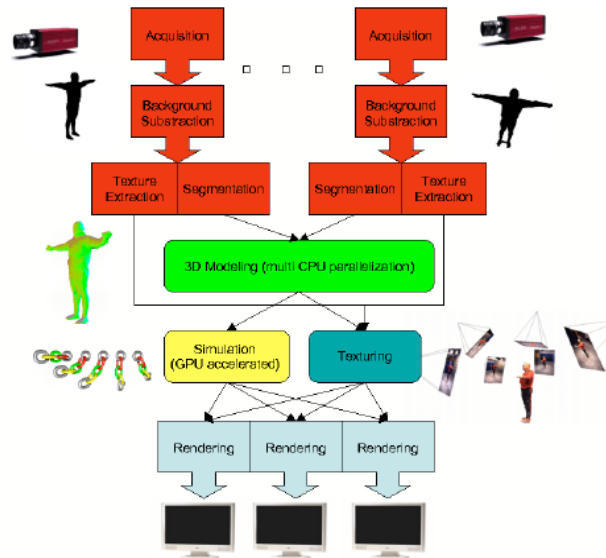 Acquisition
Acquisition
Background
Substraction
Background
Substraction
Texture
Extraction
Segmentation
Segmentation
Texture
Extraction
3D Modeling (multi CPU parallelization)
Simulation
(GPU accelerated)
Texturing
Rendering
Rendering
Rendering